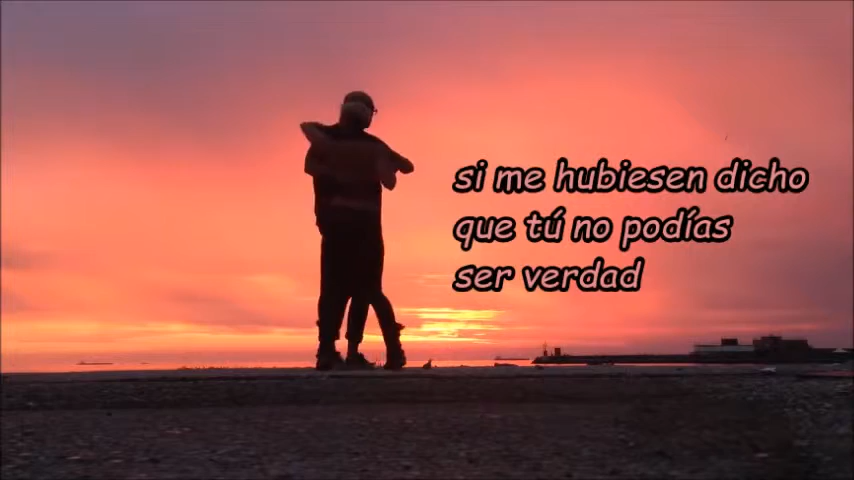 si me hubiesen dicho
que tú no podías
ser verdad